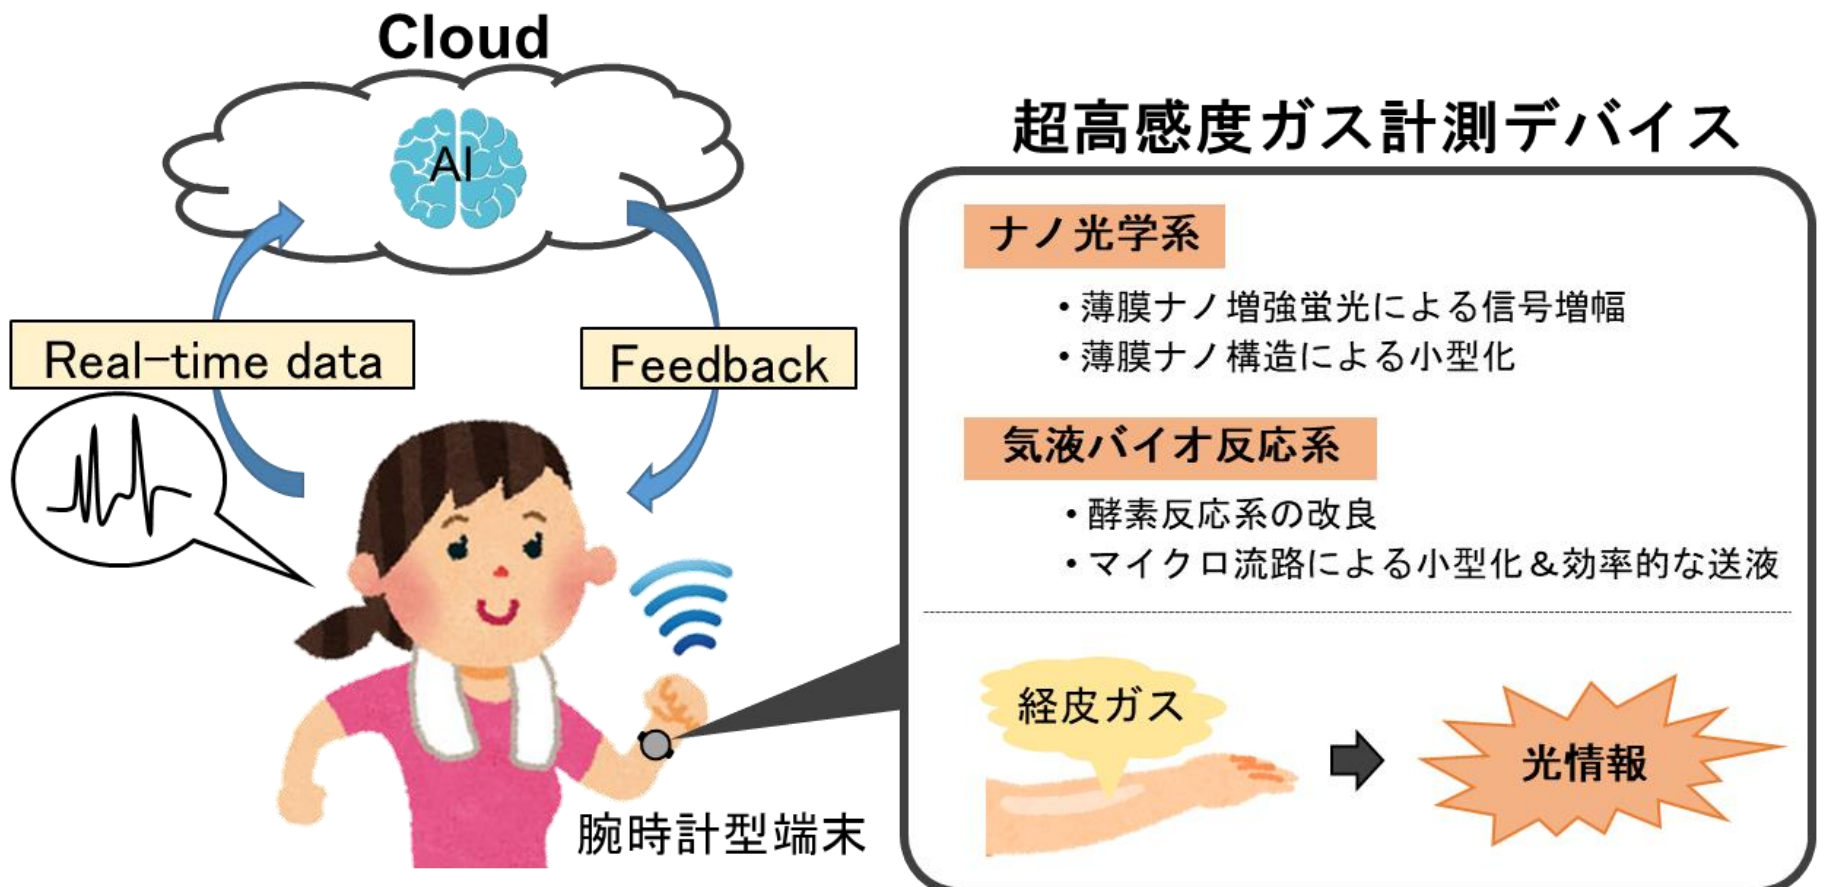 Cloud
AI
Real-time data
Feedback
腕時計型端末
超高感度ガス計測デバイス
ナノ光学系
・薄膜ナノ増強蛍光による信号増幅
・薄膜ナノ構造による小型化
気液バイオ反応系
・酵素反応系の改良
・マイクロ流路による小型化＆効率的な送液
経皮ガス
光情報